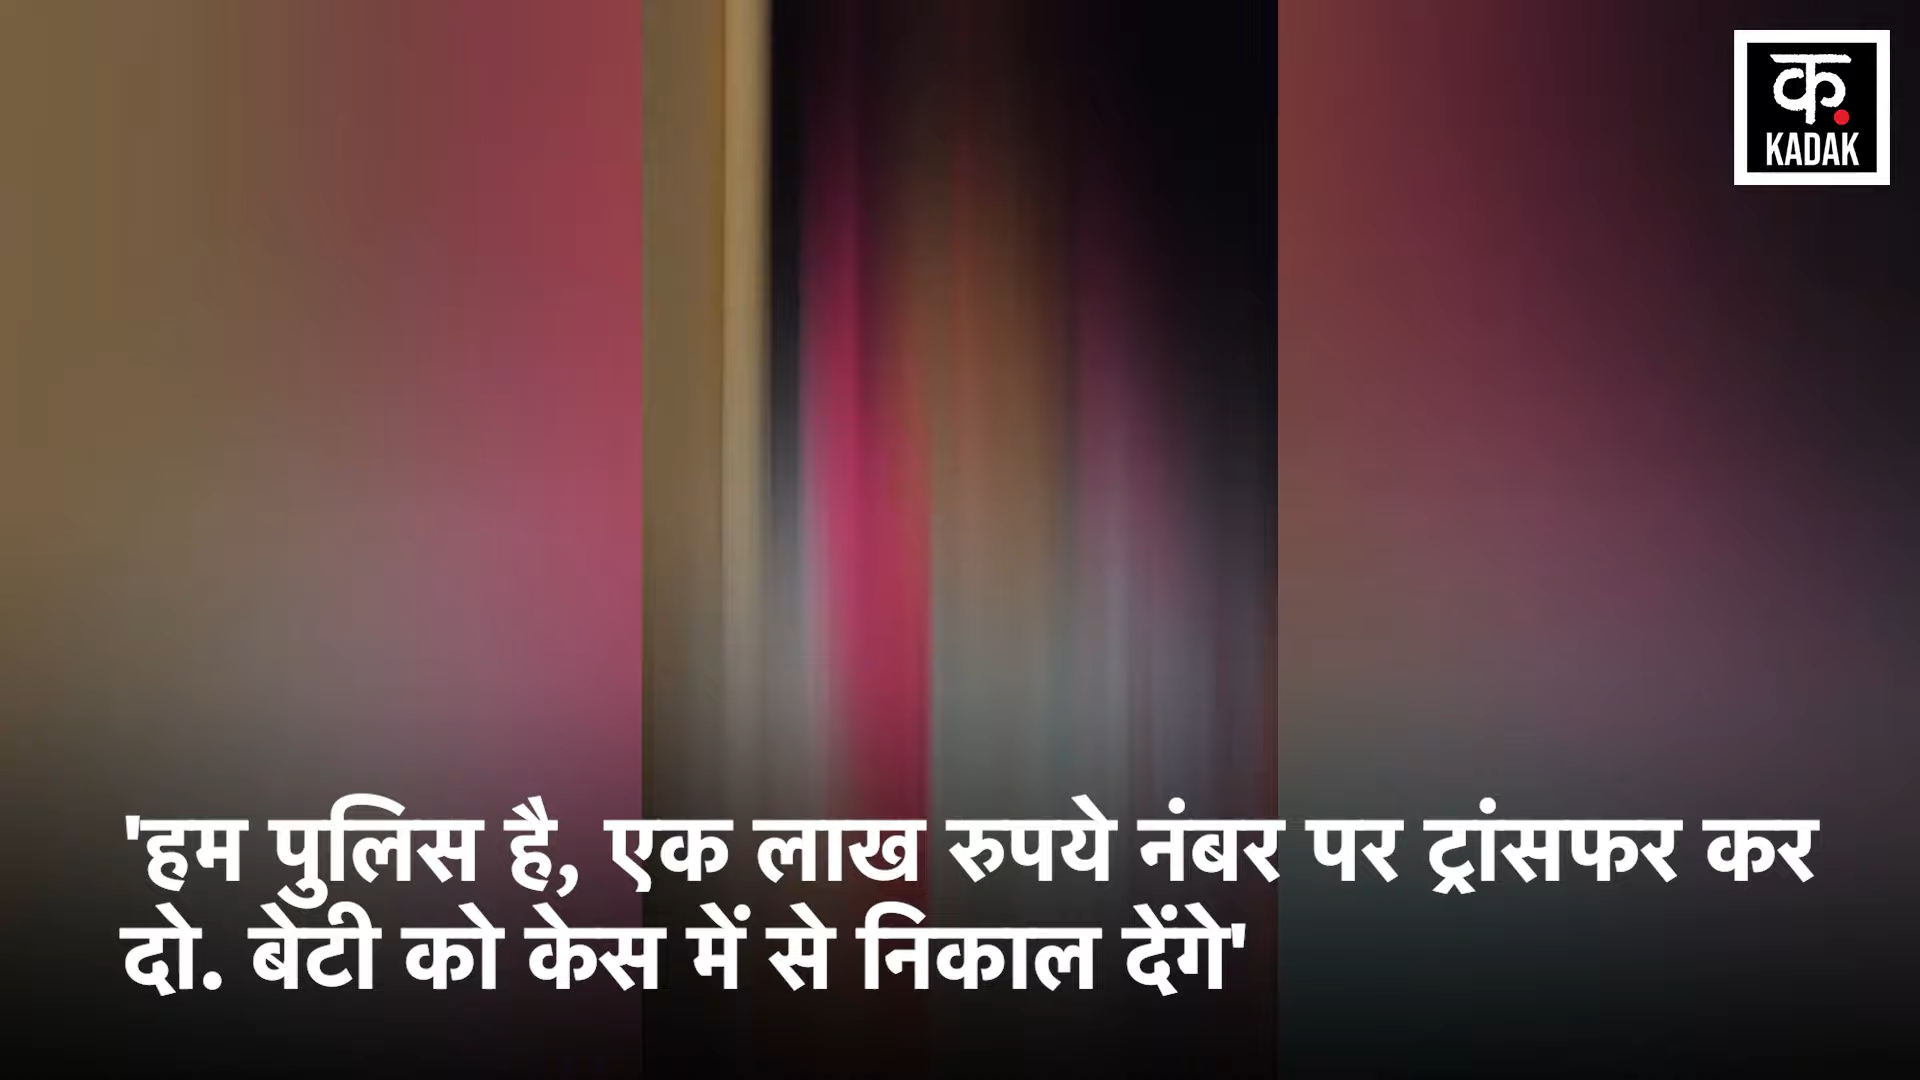 क
KADAK
'हम पुलिस है, एक लाख रुपये नंबर पर ट्रांसफर कर
दो. बेटी को केस में से निकाल देंगे'